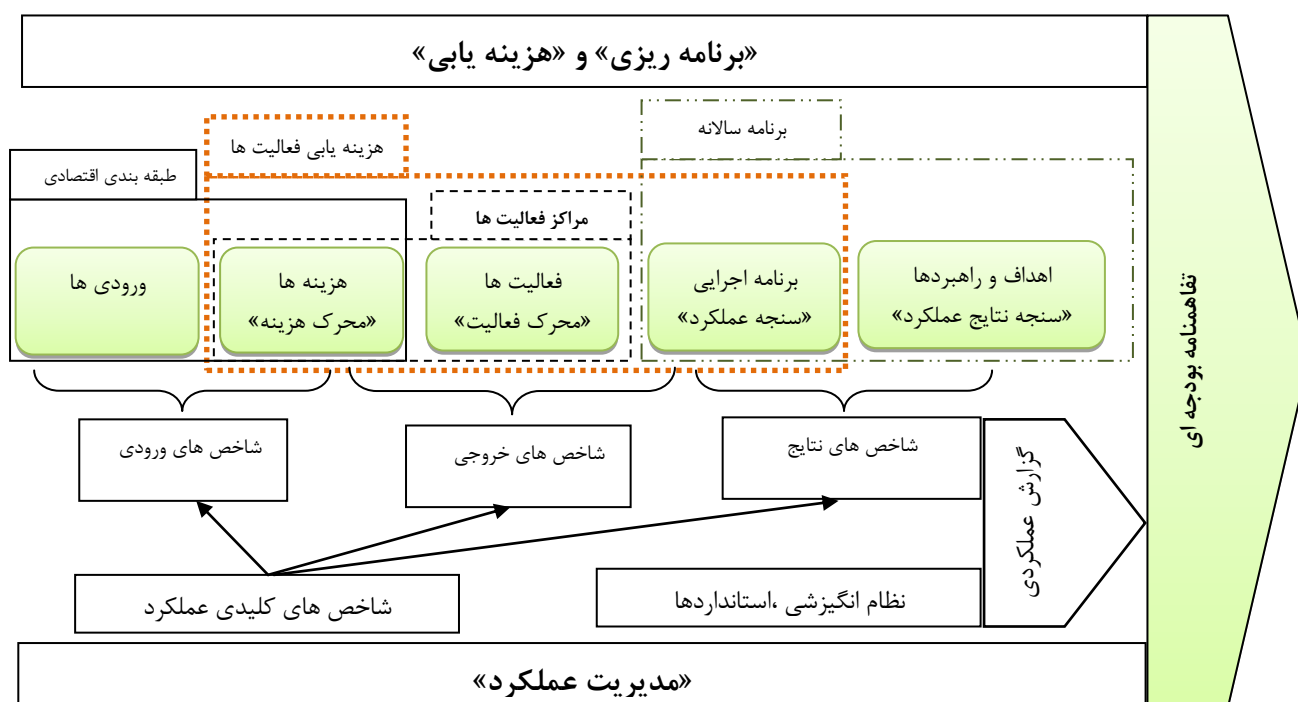 «برنامه ریزی» و «هزینه یابی»
برنامه سالانه
هزینه یابی فعالیت ها
طبقه بندی اقتصادی
مراکز فعالیت ها
اهداف و راهبردها
«سنجه نتایج عملکرد»
برنامه اجرایی
«سنجه عملکرد»
فعالیت ها
«محرک فعالیت»
هزینه ها
«محرک هزینه»
ورودی ها
شاخص های نتایج
شاخص های خروجی
شاخص های ورودی
گزارش عملکردی
نظام انگیزشی ،استانداردها
شاخص های کلیدی عملکرد
«مدیریت عملکرد»
تفاهمنامه بودجه ای